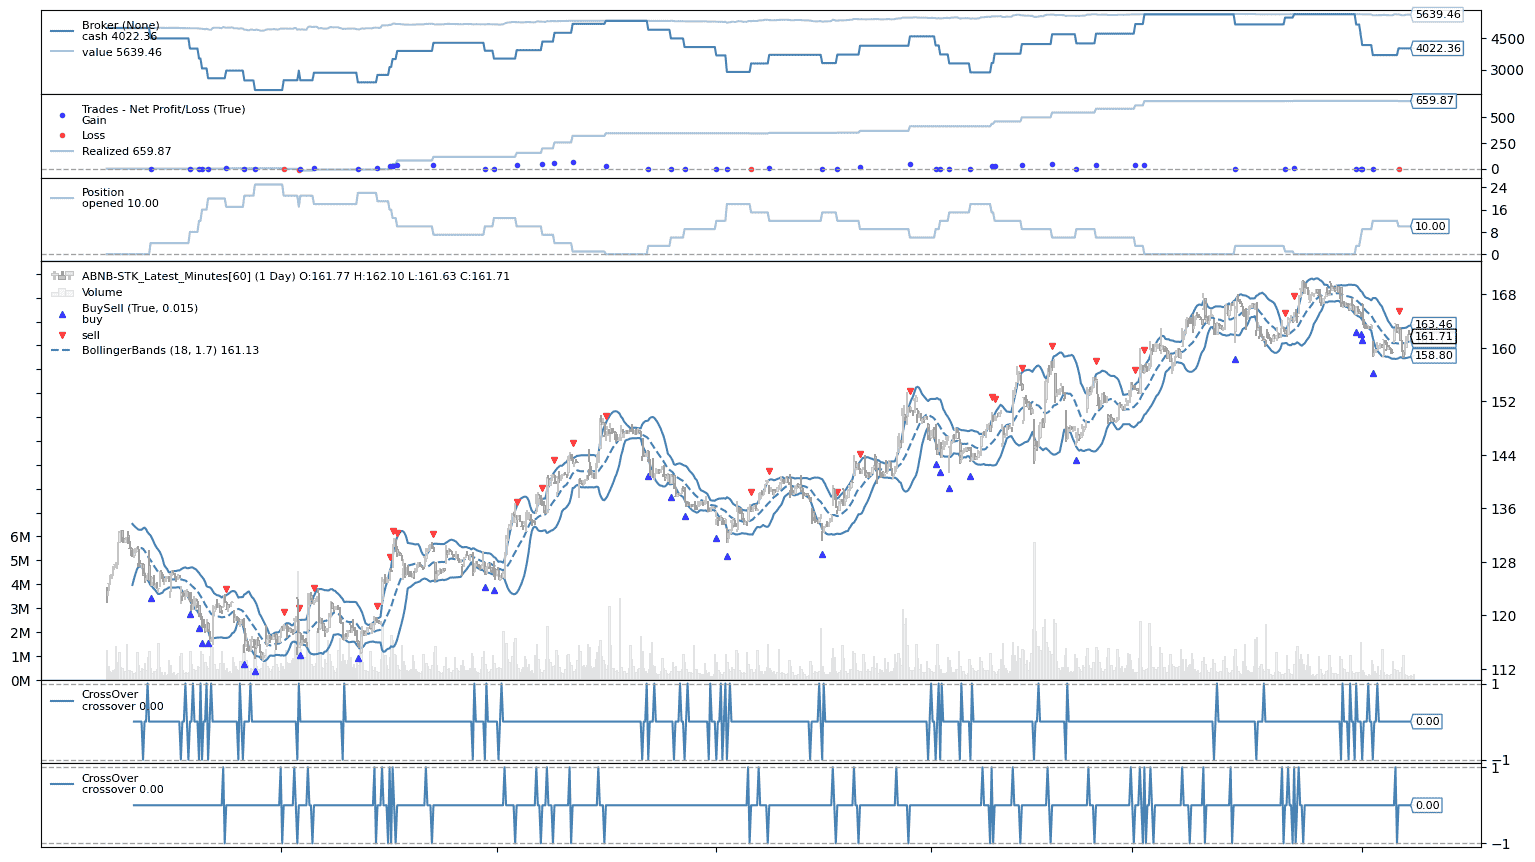 Broker (None)
cash 4022.36
value 5639.46
5639.46
4500
4022.36
3000
Trades - Net Profit/Loss (True)
Gain
Loss
Realized 659.87
659.87
500
250
0
Position
opened 10.00
24
16
10.00
8
0
ABNB-STK_Latest_Minutes[60] (1 Day) O:161.77 H:162.10 L:161.63 C:161.71
Volume
BuySell (True, 0.015)
buy
sell
BollingerBands (18, 1.7) 161.13
168
163.46
161.71
160
158.80
152
144
136
128
120
112
6M
5M
4M
3M
2M
1M
0M
CrossOver
crossover 0.00
1
0.00
−1
CrossOver
crossover 0.00
1
0.00
−1